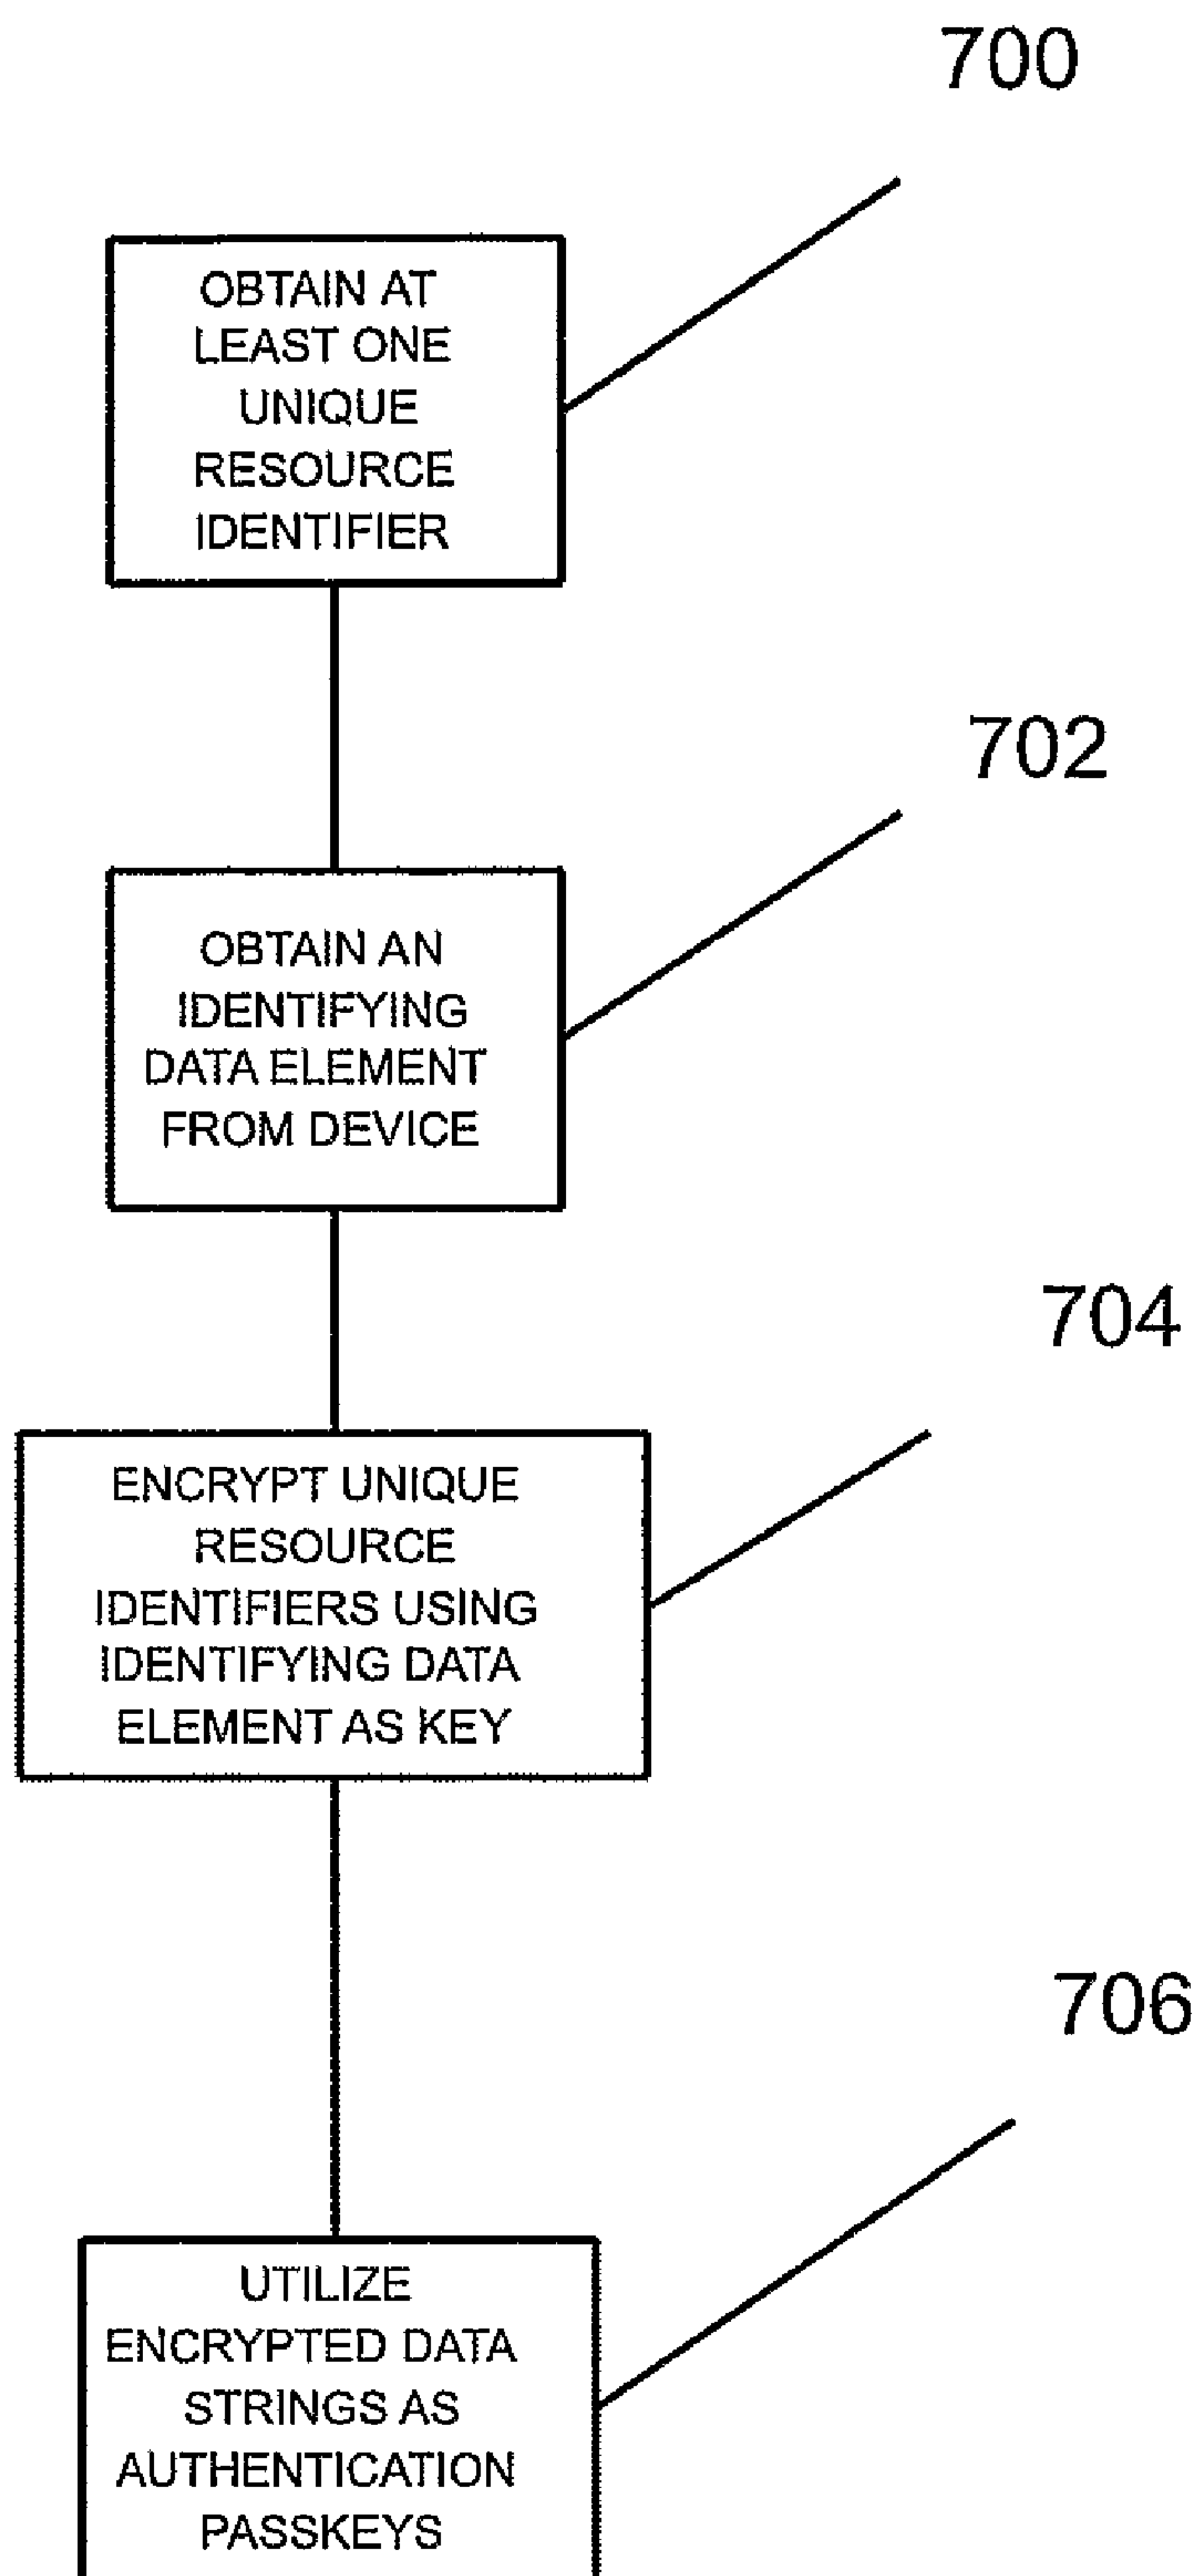 700
OBTAIN AT
LEAST ONE
UNIQUE
RESOURCE
IDENTIFIER
702
OBTAIN AN
IDENTIFYING
DATA ELEMENT
FROM DEVICE
704
ENCRYPT UNIQUE
RESOURCE
IDENTIFIERS USING
IDENTIFYING DATA
ELEMENT AS KEY
706
UTILIZE
ENCRYPTED DATA
STRINGS AS
AUTHENTICATION
PASSKEYS